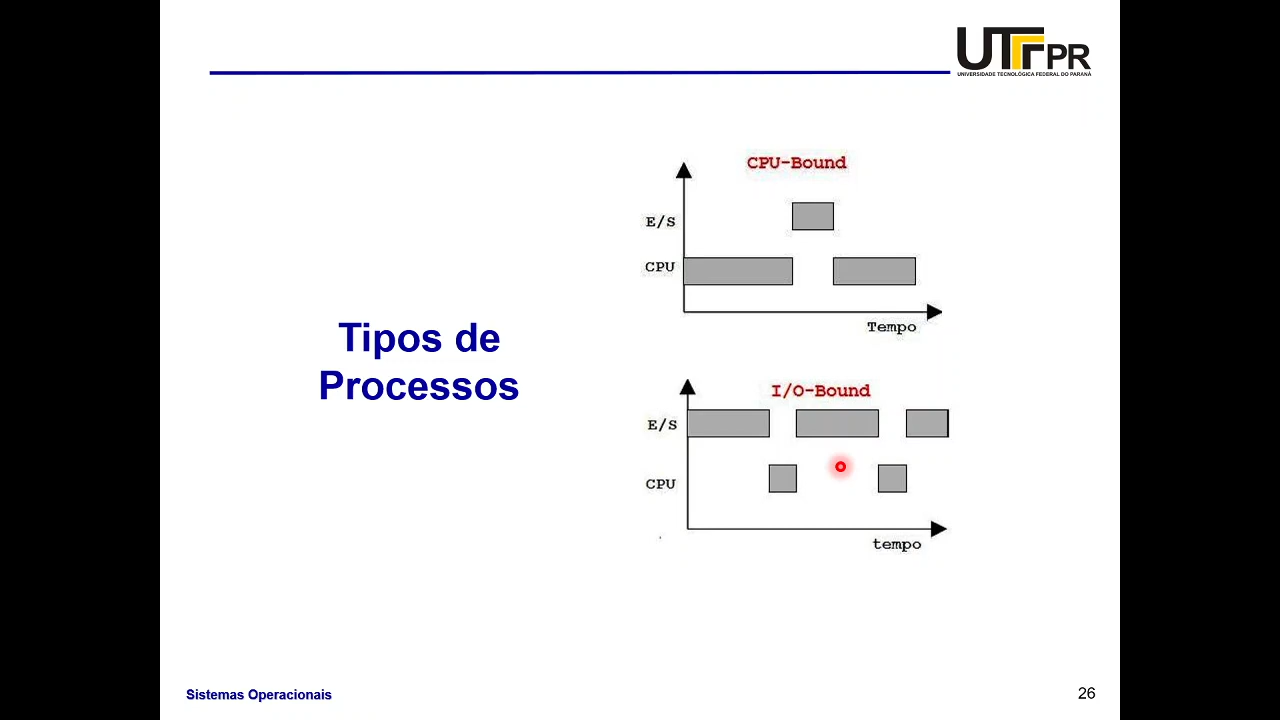 UTFPR
UNIVERSIDADE TECNOLÓGICA FEDERAL DO PARANÁ
CPU-Bound
E/S
CPU
Tempo
Tipos de
Processos
I/O-Bound
E/S
CPU
tempo
Sistemas Operacionais
26